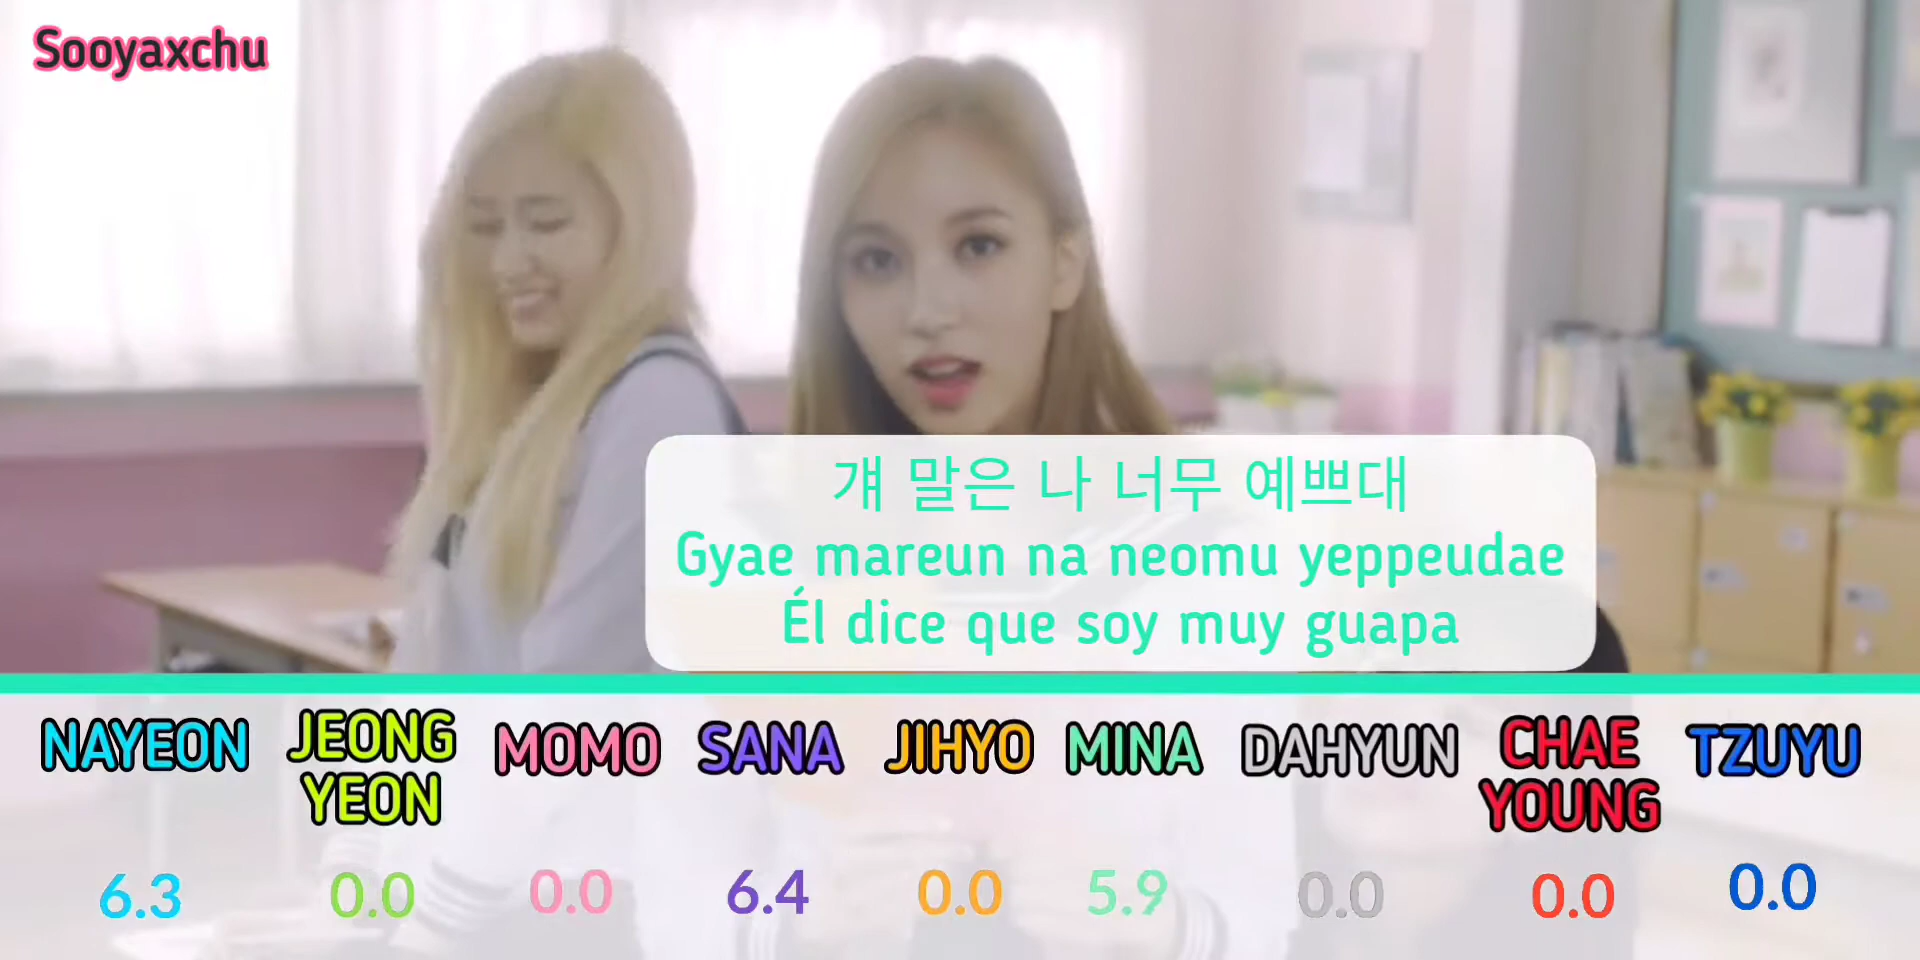 Sooyaxchu
걔 말은 나 너무 예쁘대
Gyae mareun na neomu yeppeudae
Él dice que soy muy guapa
NAYEON
JEONG
YEON
MOMO
SANA
JIHYO
MINA
DAHYUN
CHAE
YOUNG
TZUYU
6.3
0.0
0.0
6.4
0.0
5.9
0.0
0.0
0.0